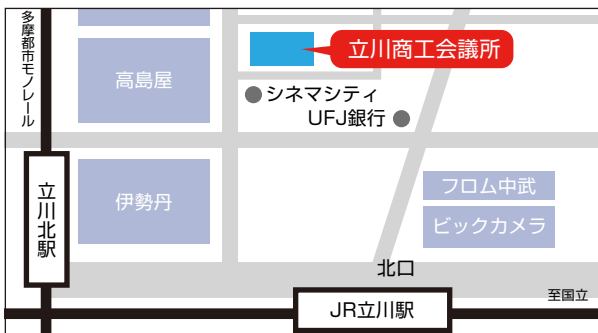 多摩都市モノレール
立川商工会議所
高島屋
シネマシティ
UFJ銀行
立川北駅
伊勢丹
フロム中武
ビックカメラ
北口
至国立
JR立川駅